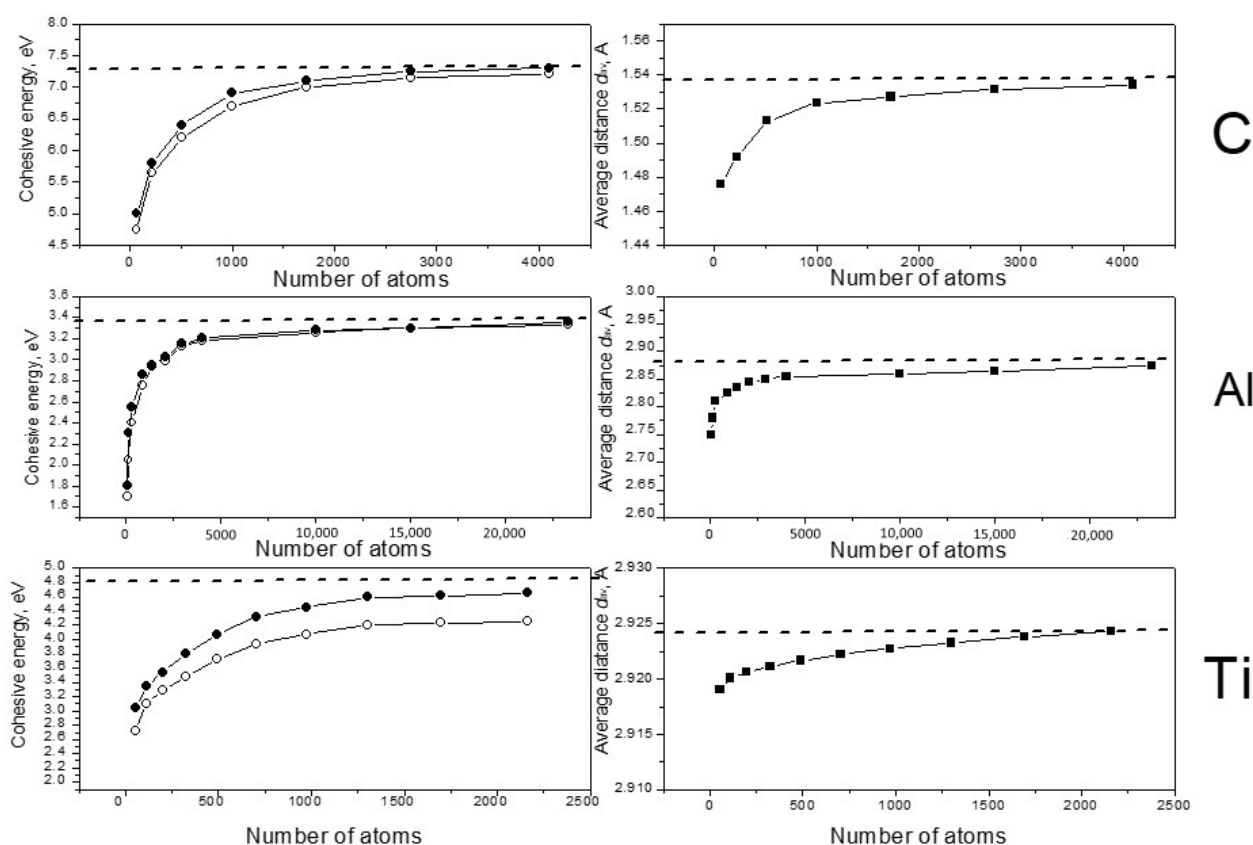 Cohesive energy, eV
8.0
7.5
7.0
6.5
6.0
5.5
5.0
4.5
0 1000 2000 3000 4000
Number of atoms
Average distance dav, A
1.56
1.54
1.52
1.50
1.48
1.46
1.44
0 1000 2000 3000 4000
Number of atoms
C
Cohesive energy, eV
3.6
3.4
3.2
3.0
2.8
2.6
2.4
2.2
2.0
1.8
1.6
0 5000 10,000 15,000 20,000
Number of atoms
Average distance dav, A
3.00
2.95
2.90
2.85
2.80
2.75
2.70
2.65
2.60
0 5000 10,000 15,000 20,000
Number of atoms
Al
Cohesive energy, eV
5.0
4.8
4.6
4.4
4.2
4.0
3.8
3.6
3.4
3.2
3.0
2.8
2.6
2.4
2.2
2.0
0 500 1000 1500 2000 2500
Number of atoms
Average diatance dav, A
2.930
2.925
2.920
2.915
2.910
0 500 1000 1500 2000 2500
Number of atoms
Ti